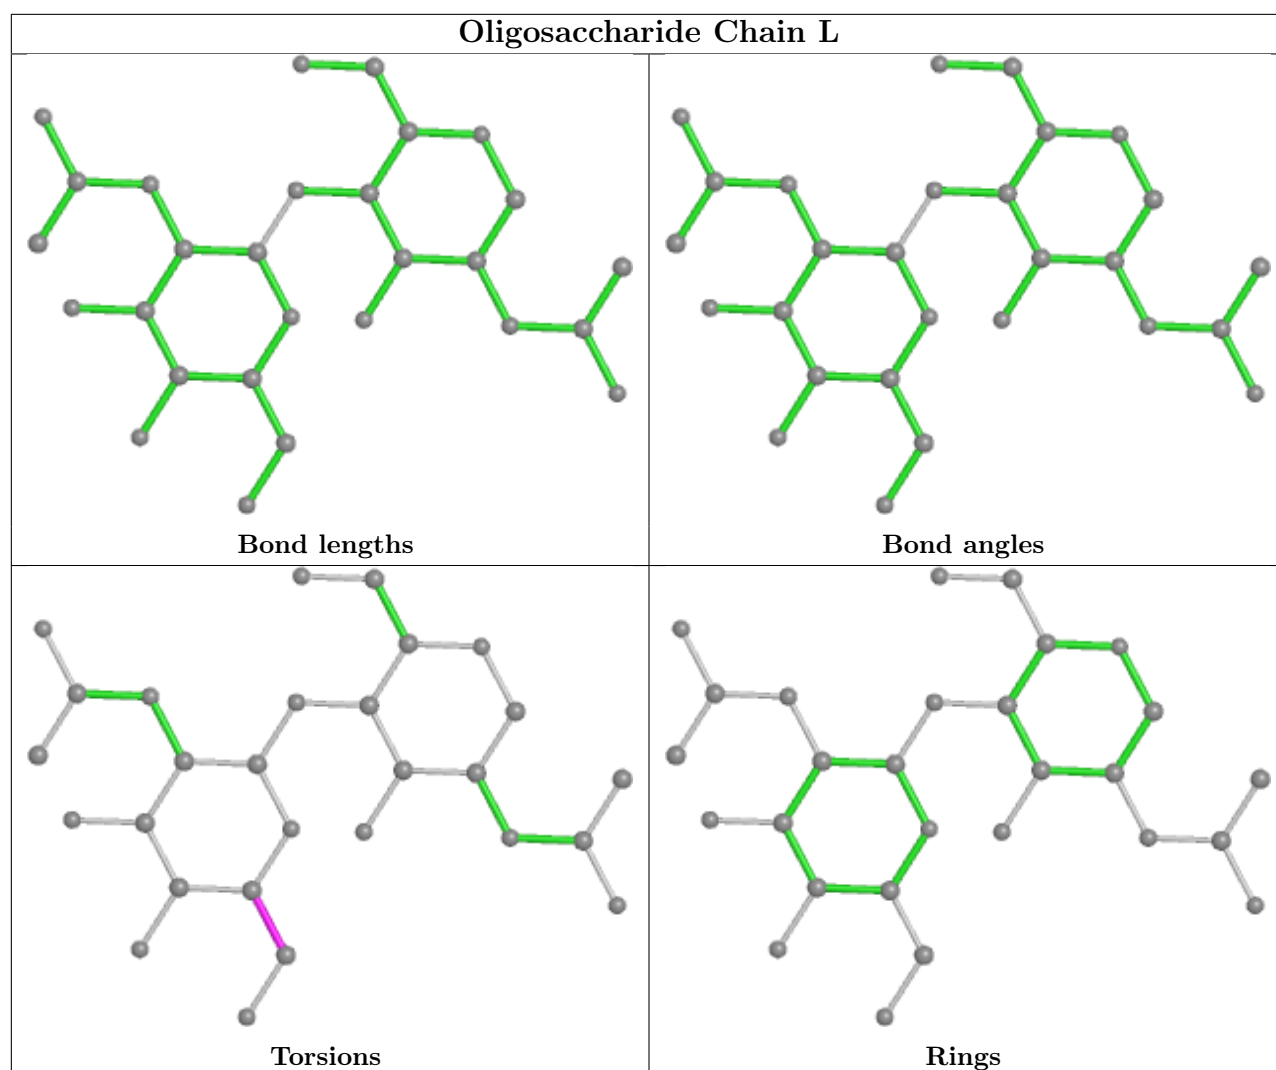 Oligosaccharide Chain L
Bond lengths
Bond angles
Torsions
Rings